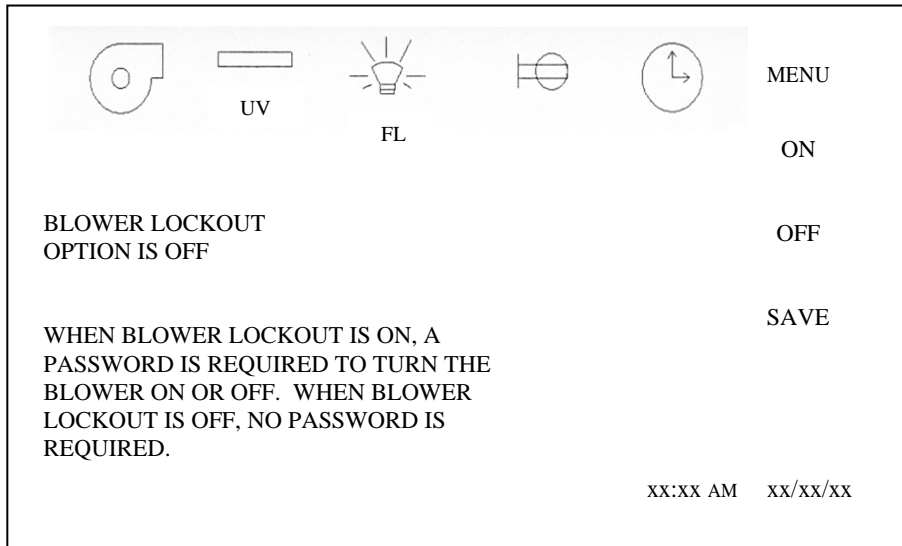 UV
FL
MENU
ON
OFF
SAVE
BLOWER LOCKOUT
OPTION IS OFF
WHEN BLOWER LOCKOUT IS ON, A
PASSWORD IS REQUIRED TO TURN THE
BLOWER ON OR OFF.  WHEN BLOWER
LOCKOUT IS OFF, NO PASSWORD IS
REQUIRED.
xx:xx AM xx/xx/xx